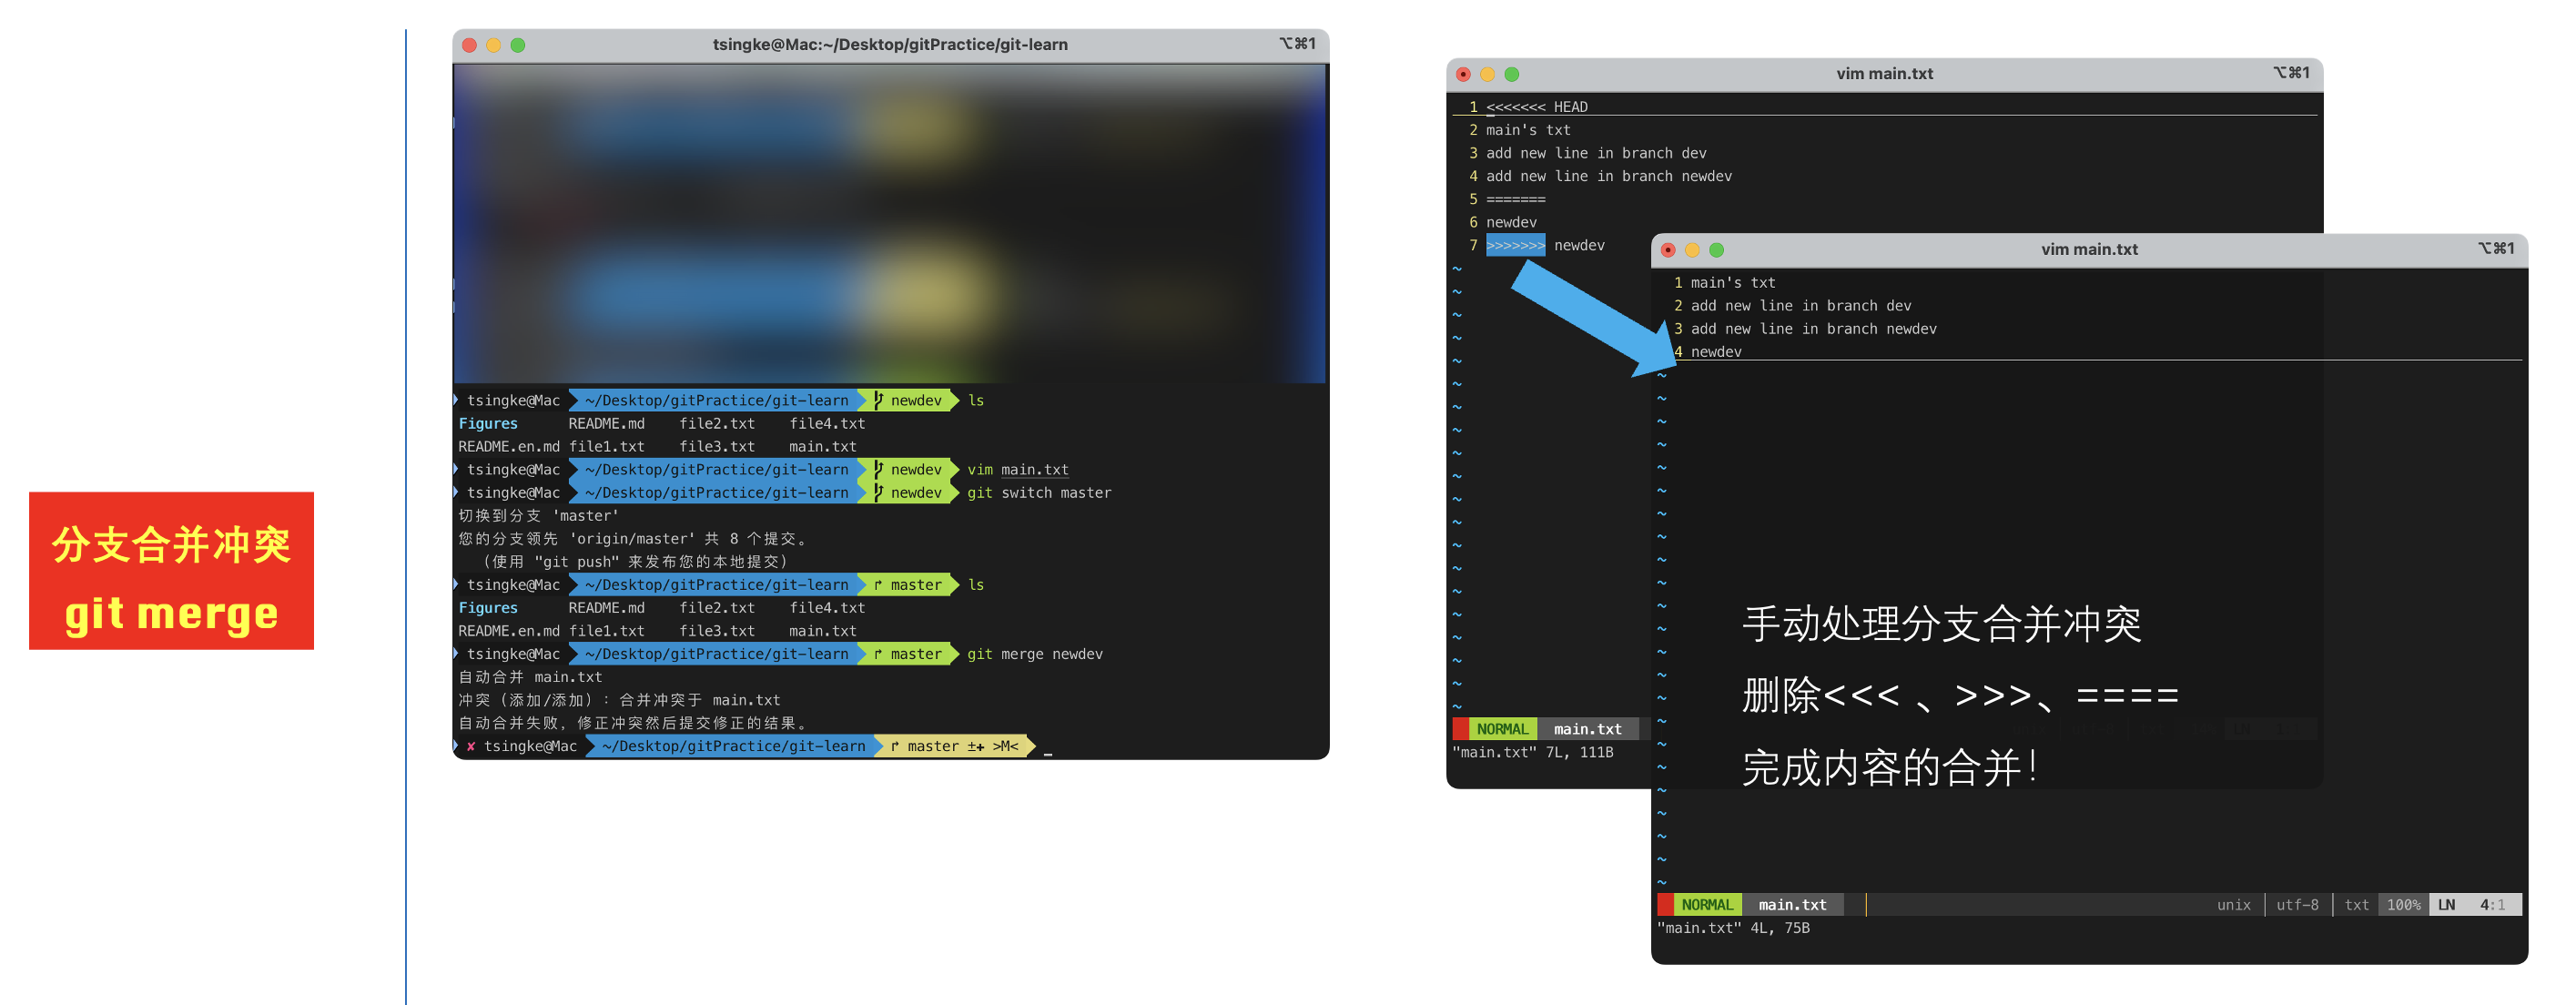 分支合并冲突
git merge
tsingke@Mac:~/Desktop/gitPractice/git-learn ⌥⌘1
tsingke@Mac ~/Desktop/gitPractice/git-learn newdev ls
Figures README.md file2.txt file4.txt
README.en.md file1.txt file3.txt main.txt
tsingke@Mac ~/Desktop/gitPractice/git-learn newdev vim main.txt
tsingke@Mac ~/Desktop/gitPractice/git-learn newdev git switch master
切换到分支 'master'
您的分支领先 'origin/master' 共 8 个提交。
（使用 "git push" 来发布您的本地提交）
tsingke@Mac ~/Desktop/gitPractice/git-learn master ls
Figures README.md file2.txt file4.txt
README.en.md file1.txt file3.txt main.txt
tsingke@Mac ~/Desktop/gitPractice/git-learn master git merge newdev
自动合并 main.txt
冲突（添加/添加）：合并冲突于 main.txt
自动合并失败，修正冲突然后提交修正的结果。
✘ tsingke@Mac ~/Desktop/gitPractice/git-learn master ±✚ >M<
vim main.txt ⌥⌘1
1 <<<<<<< HEAD
2 main's txt
3 add new line in branch dev
4 add new line in branch newdev
5 =======
6 newdev
7 >>>>>>> newdev
NORMAL main.txt
"main.txt" 7L, 111B
vim main.txt ⌥⌘1
1 main's txt
2 add new line in branch dev
3 add new line in branch newdev
4 newdev
手动处理分支合并冲突
删除<<< 、>>>、====
完成内容的合并！
NORMAL main.txt unix utf-8 txt 100% LN 4:1
"main.txt" 4L, 75B